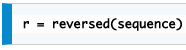 r = reversed(sequence)